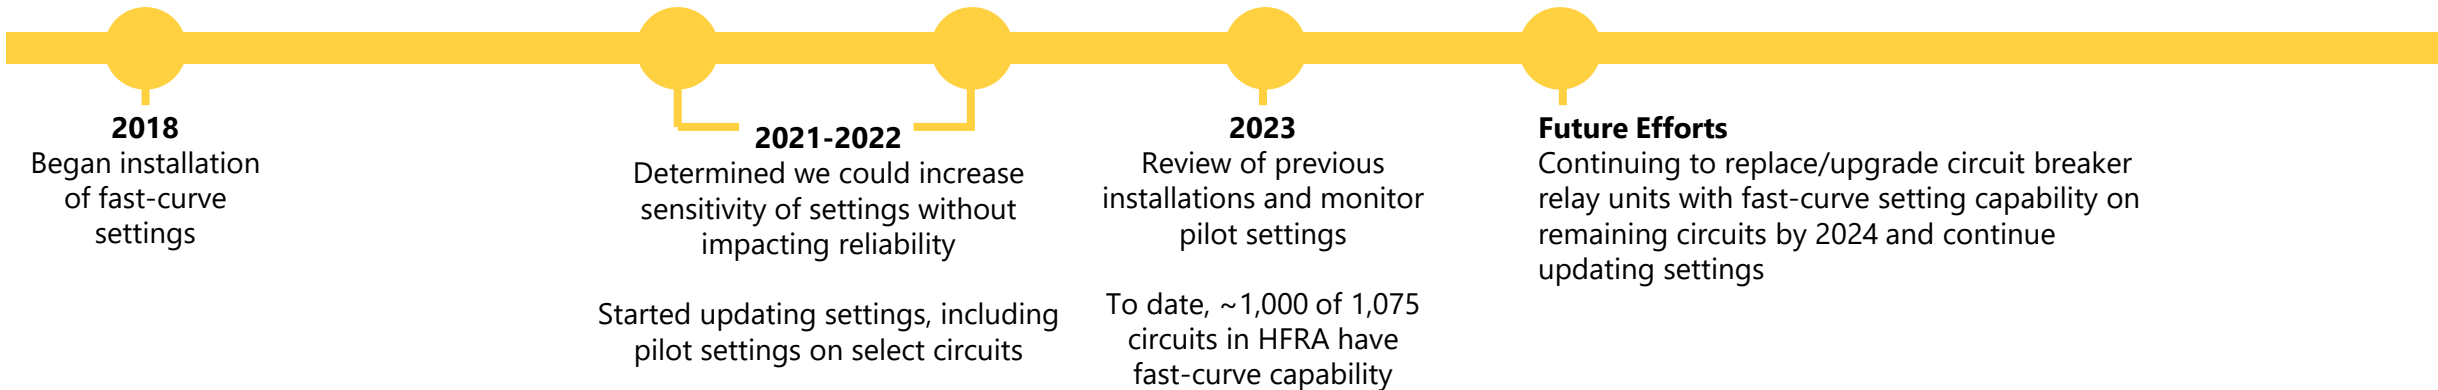 2018
Began installation
of fast-curve
settings
2021-2022
Determined we could increase
sensitivity of settings without
impacting reliability
Started updating settings, including
pilot settings on select circuits
2023
Review of previous
installations and monitor
pilot settings
To date, ~1,000 of 1,075
circuits in HFRA have
fast-curve capability
Future Efforts
Continuing to replace/upgrade circuit breaker
relay units with fast-curve setting capability on
remaining circuits by 2024 and continue
updating settings